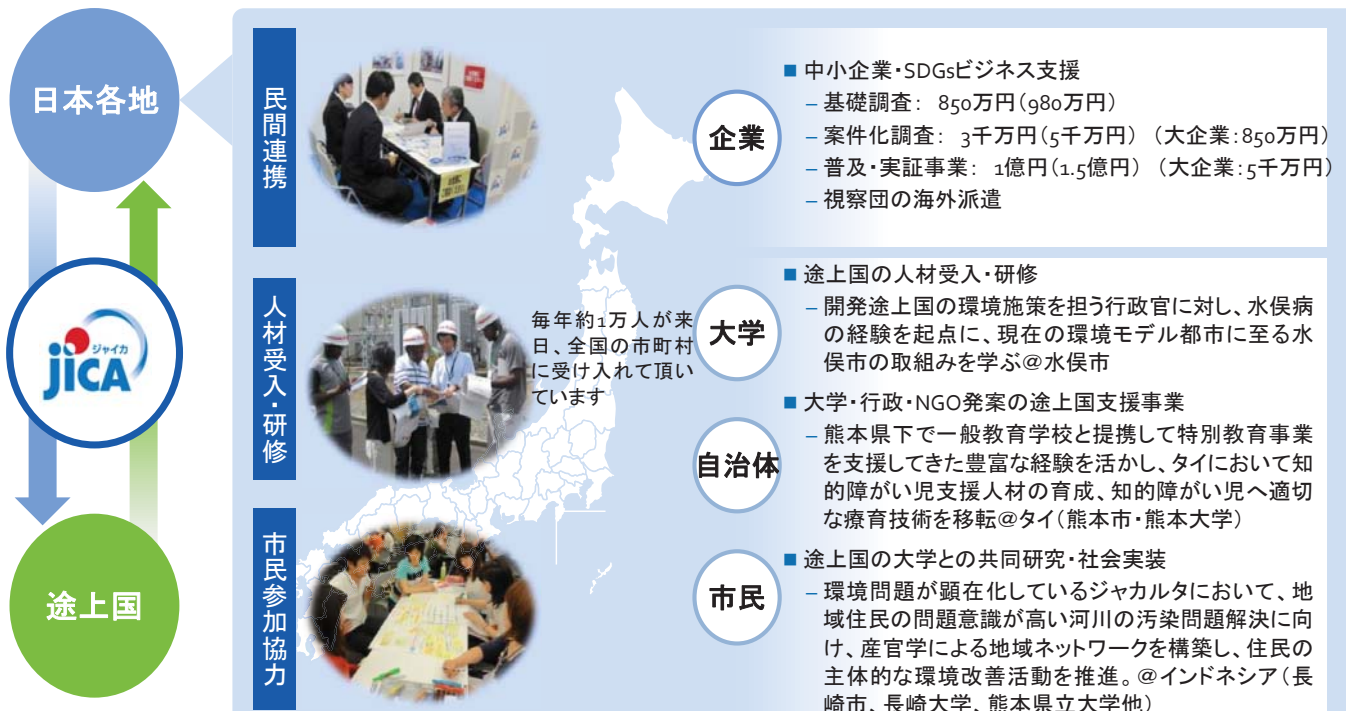 日本各地
ジャイカ
jICA
途上国
民間連携
人材受入・研修
毎年約1万人が来
日、全国の市町村
に受け入れて頂い
ています
市民参加協力
企業
■ 中小企業・SDGsビジネス支援
– 基礎調査： 850万円（980万円）
– 案件化調査： 3千万円（5千万円）（大企業：850万円）
– 普及・実証事業： 1億円（1.5億円）（大企業：5千万円）
– 視察団の海外派遣
大学
■ 途上国の人材受入・研修
– 開発途上国の環境施策を担う行政官に対し、水俣病
の経験を起点に、現在の環境モデル都市に至る水
俣市の取組みを学ぶ＠水俣市
自治体
■ 大学・行政・NGO発案の途上国支援事業
– 熊本県下で一般教育学校と提携して特別教育事業
を支援してきた豊富な経験を活かし、タイにおいて知
的障がい児支援人材の育成、知的障がい児へ適切
な療育技術を移転＠タイ（熊本市・熊本大学）
市民
■ 途上国の大学との共同研究・社会実装
– 環境問題が顕在化しているジャカルタにおいて、地
域住民の問題意識が高い河川の汚染問題解決に向
け、産官学による地域ネットワークを構築し、住民の
主体的な環境改善活動を推進。＠インドネシア（長
崎市、長崎大学、熊本県立大学他）